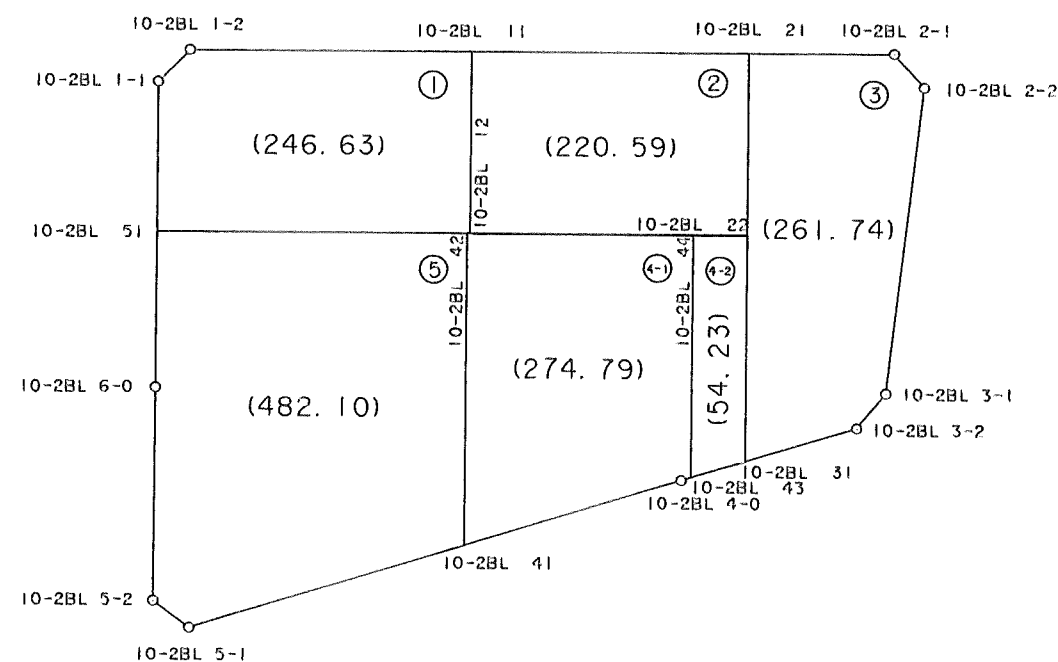 10-2BL 1-2
10-2BL 11
10-2BL 21
10-2BL 2-1
10-2BL 1-1
①
②
③
10-2BL 2-2
10-2BL 12
(246.63)
(220.59)
10-2BL 51
10-2BL 22
(261.74)
10-2BL 42
⑤
4-1
10-2BL 44
4-2
(274.79)
(54.23)
10-2BL 6-0
(482.10)
10-2BL 3-1
10-2BL 3-2
10-2BL 31
10-2BL 43
10-2BL 4-0
10-2BL 41
10-2BL 5-2
10-2BL 5-1